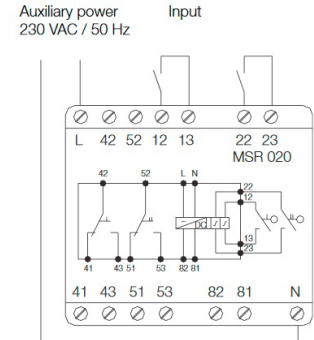 Auxiliary power Input
230 VAC / 50 Hz
L 42 52 12 13 22 23
MSR 020
42 52 L N
22
12
DC
13
23
41 43 51 53 82 81
41 43 51 53 82 81 N